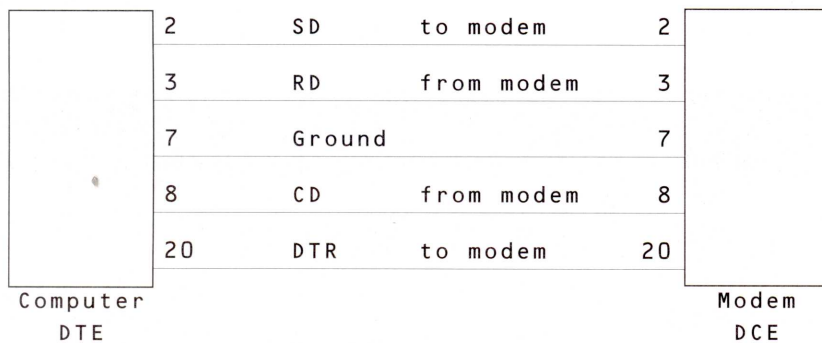 2 SD to modem 2
3 RD from modem 3
7 Ground 7
8 CD from modem 8
20 DTR to modem 20
Computer Modem
DTE DCE